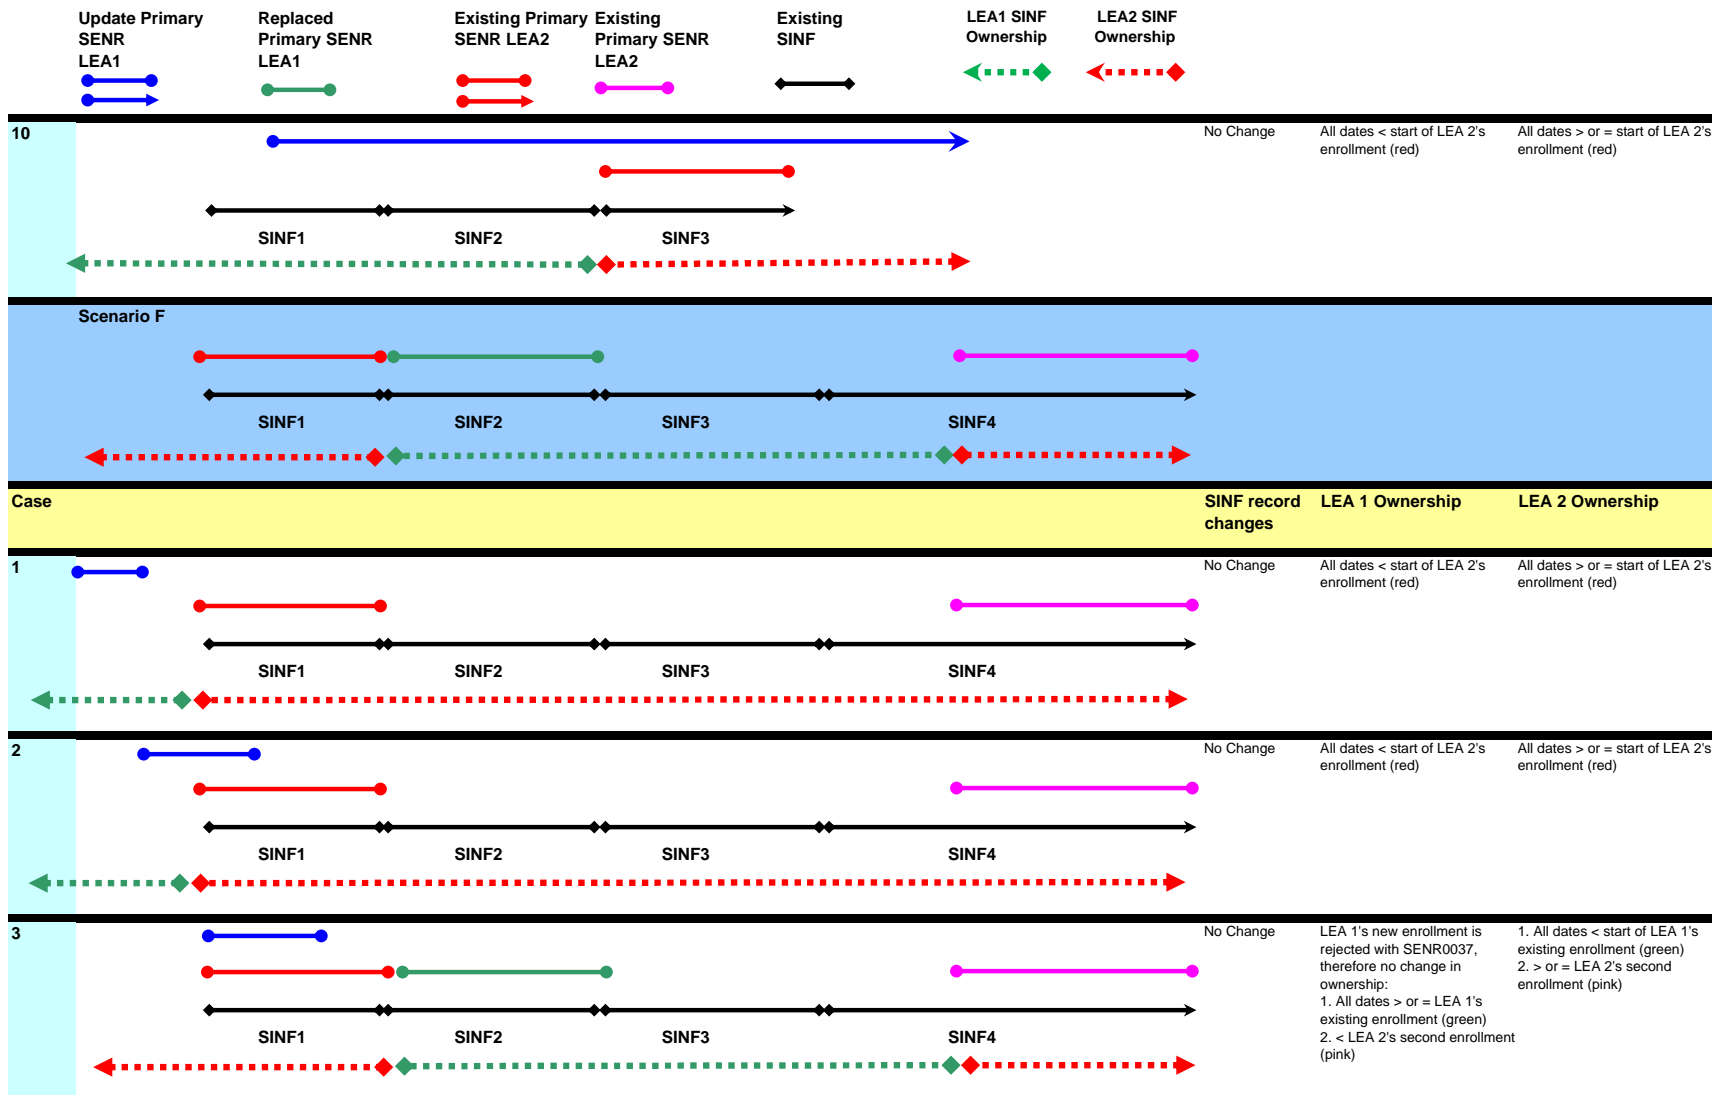 Update Primary
SENR
LEA1
Replaced
Primary SENR
LEA1
Existing Primary
SENR LEA2
Existing
Primary SENR
LEA2
Existing
SINF
LEA1 SINF
Ownership
LEA2 SINF
Ownership
10
No Change
All dates < start of LEA 2's
enrollment (red)
All dates > or = start of LEA 2's
enrollment (red)
SINF1
SINF2
SINF3
Scenario F
SINF1
SINF2
SINF3
SINF4
Case
SINF record
changes
LEA 1 Ownership
LEA 2 Ownership
1
No Change
All dates < start of LEA 2's
enrollment (red)
All dates > or = start of LEA 2's
enrollment (red)
SINF1
SINF2
SINF3
SINF4
2
No Change
All dates < start of LEA 2's
enrollment (red)
All dates > or = start of LEA 2's
enrollment (red)
SINF1
SINF2
SINF3
SINF4
3
No Change
LEA 1's new enrollment is
rejected with SENR0037,
therefore no change in
ownership:
1. All dates > or = LEA 1's
existing enrollment (green)
2. < LEA 2's second enrollment
(pink)
1. All dates < start of LEA 1's
existing enrollment (green)
2. > or = LEA 2's second
enrollment (pink)
SINF1
SINF2
SINF3
SINF4